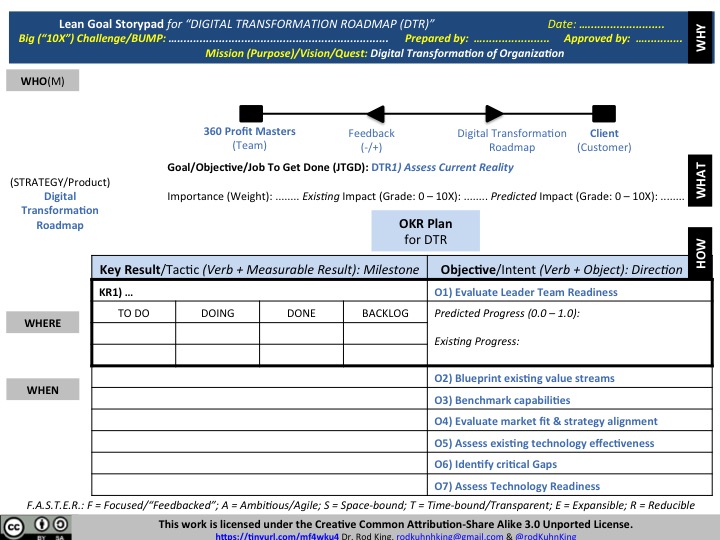 Lean Goal Storypad for “DIGITAL TRANSFORMATION ROADMAP (DTR)” Date: ...........................
Big (“10X”) Challenge/BUMP: ...................................................................... Prepared by: ........................ Approved by: ...............
Mission (Purpose)/Vision/Quest: Digital Transformation of Organization
WHY
WHO(M)
360 Profit Masters
(Team)
Feedback
(-/+)
Digital Transformation
Roadmap
Client
(Customer)
Goal/Objective/Job To Get Done (JTGD): DTR1) Assess Current Reality
WHAT
(STRATEGY/Product)
Digital
Transformation
Roadmap
Importance (Weight): ........ Existing Impact (Grade: 0 – 10X): ........ Predicted Impact (Grade: 0 – 10X): ........
OKR Plan
for DTR
HOW
Key Result/Tactic (Verb + Measurable Result): Milestone
Objective/Intent (Verb + Object): Direction
KR1) ...
O1) Evaluate Leader Team Readiness
WHERE
TO DO DOING DONE BACKLOG
Predicted Progress (0.0 – 1.0):
Existing Progress:
WHEN
O2) Blueprint existing value streams
O3) Benchmark capabilities
O4) Evaluate market fit & strategy alignment
O5) Assess existing technology effectiveness
O6) Identify critical Gaps
O7) Assess Technology Readiness
F.A.S.T.E.R.: F = Focused/“Feedbacked”; A = Ambitious/Agile; S = Space-bound; T = Time-bound/Transparent; E = Expansible; R = Reducible
cc BY SA
This work is licensed under the Creative Common Attribution-Share Alike 3.0 Unported License.
https://tinyurl.com/mf4wku4 Dr. Rod King. rodkuhnhking@gmail.com & @rodKuhnKing